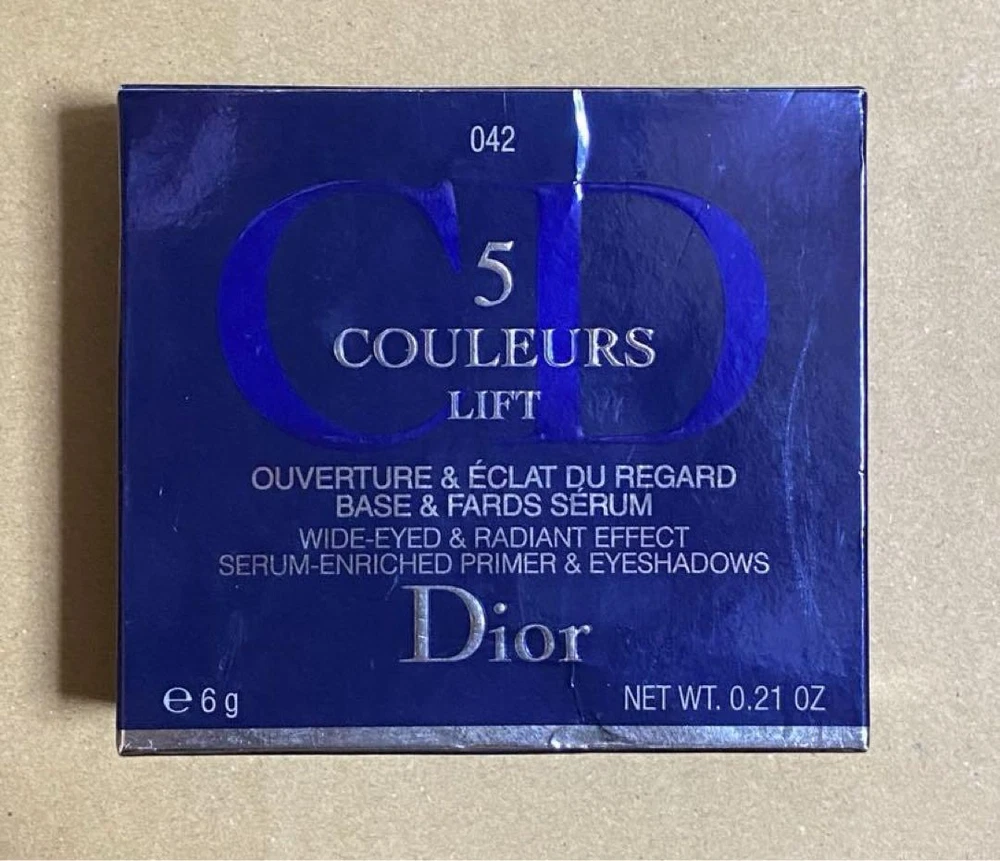 042
CD
5
COULEURS
LIFT
OUVERTURE & ÉCLAT DU REGARD
BASE & FARDS SÉRUM
WIDE-EYED & RADIANT EFFECT
SERUM-ENRICHED PRIMER & EYESHADOWS
Dior
℮ 6 g
NET WT. 0.21 OZ